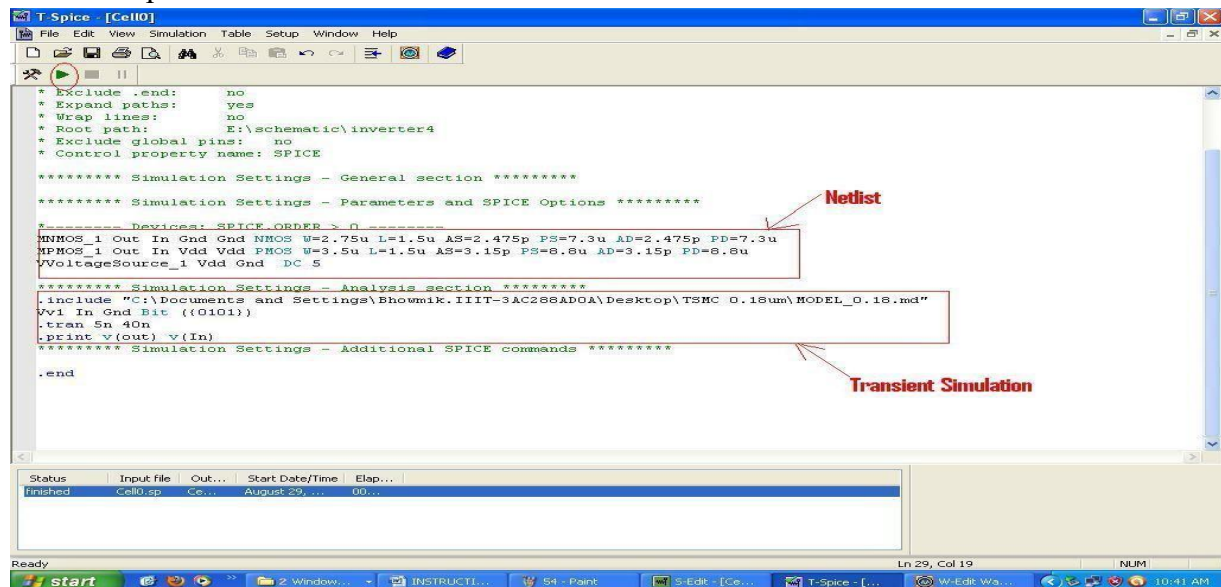 T-Spice - [Cell0]
File Edit View Simulation Table Setup Window Help
* Exclude .end: no
* Expand paths: yes
* Wrap lines: no
* Root path: E:\schematic\inverter4
* Exclude global pins: no
* Control property name: SPICE
********* Simulation Settings - General section *********
********* Simulation Settings - Parameters and SPICE Options *********
Netlist
*-------- Devices: SPICE.ORDER > 0 --------
MNMOS_1 Out In Gnd Gnd NMOS W=2.75u L=1.5u AS=2.475p PS=7.3u AD=2.475p PD=7.3u
MPMOS_1 Out In Vdd Vdd PMOS W=3.5u L=1.5u AS=3.15p PS=8.8u AD=3.15p PD=8.8u
VVoltageSource_1 Vdd Gnd DC 5
********* Simulation Settings - Analysis section *********
.include "C:\Documents and Settings\Bhowmik.IIIT-3AC288AD0A\Desktop\TSMC 0.18um\MODEL_0.18.md"
Vv1 In Gnd Bit ({0101})
.tran 5n 40n
.print v(out) v(In)
********* Simulation Settings - Additional SPICE commands *********
.end
Transient Simulation
Status Input file Out... Start Date/Time Elap...
finished Cell0.sp Ce... August 29, ... 00...
Ready Ln 29, Col 19 NUM
start 2 Window... INSTRUCTI... 54 - Paint S-Edit - [Ce... T-Spice - [... W-Edit Wa... 10:41 AM